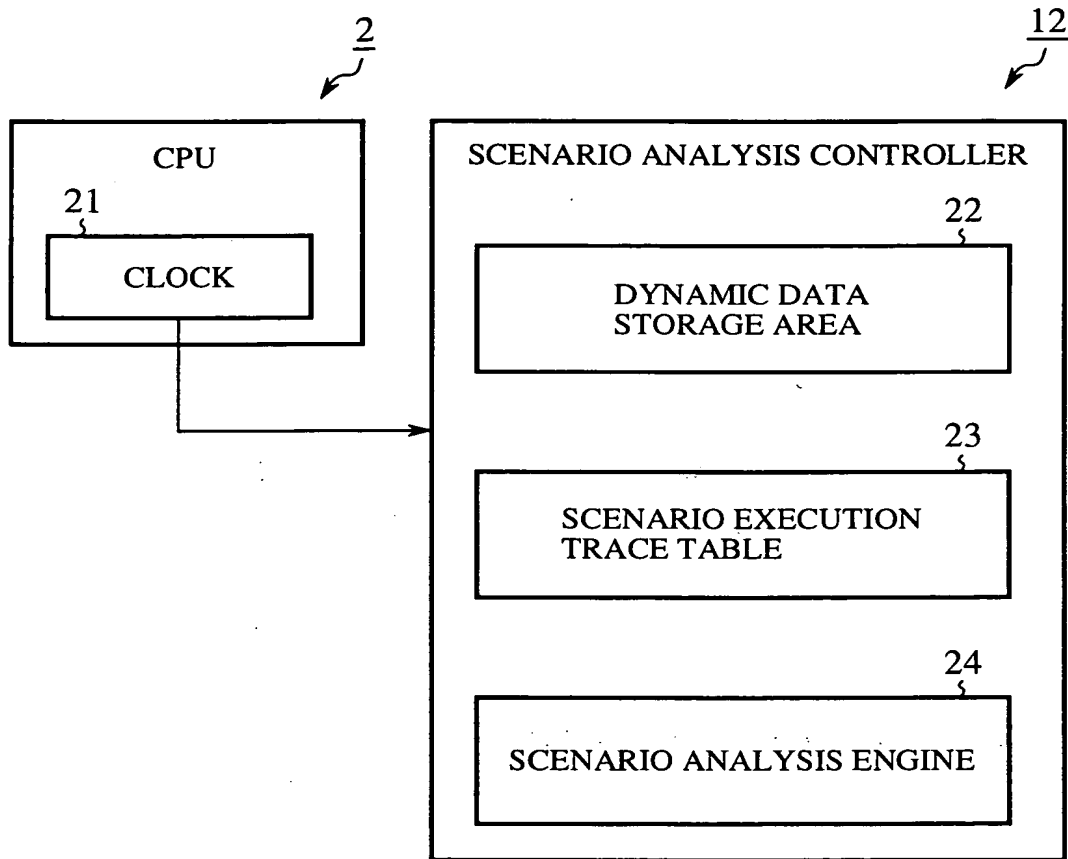 2
12
CPU
21
CLOCK
SCENARIO ANALYSIS CONTROLLER
22
DYNAMIC DATA
STORAGE AREA
23
SCENARIO EXECUTION
TRACE TABLE
24
SCENARIO ANALYSIS ENGINE